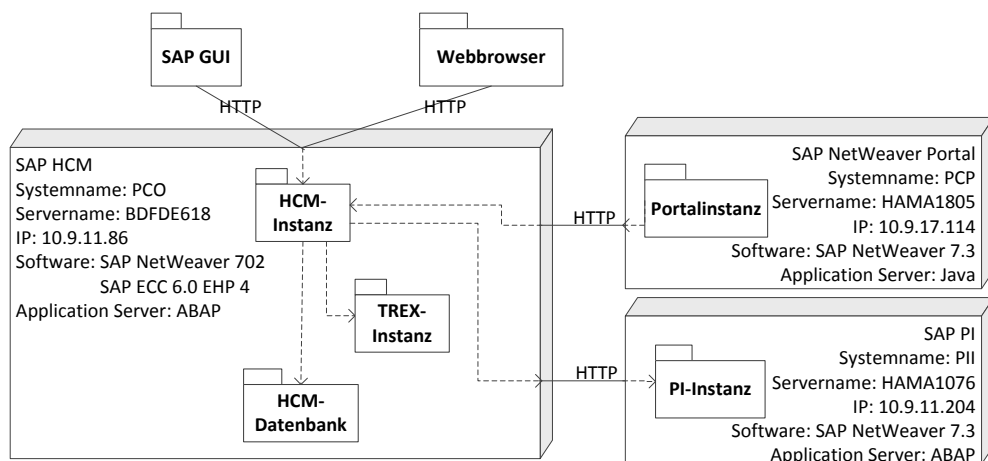 SAP GUI
Webbrowser
HTTP
HTTP
SAP HCM
Systemname: PCO
Servername: BDFDE618
IP: 10.9.11.86
Software: SAP NetWeaver 702
SAP ECC 6.0 EHP 4
Application Server: ABAP
HCM-
Instanz
TREX-
Instanz
HCM-
Datenbank
HTTP
HTTP
SAP NetWeaver Portal
Systemname: PCP
Servername: HAMA1805
IP: 10.9.17.114
Software: SAP NetWeaver 7.3
Application Server: Java
Portalinstanz
SAP PI
Systemname: PII
Servername: HAMA1076
IP: 10.9.11.204
Software: SAP NetWeaver 7.3
Application Server: ABAP
PI-Instanz